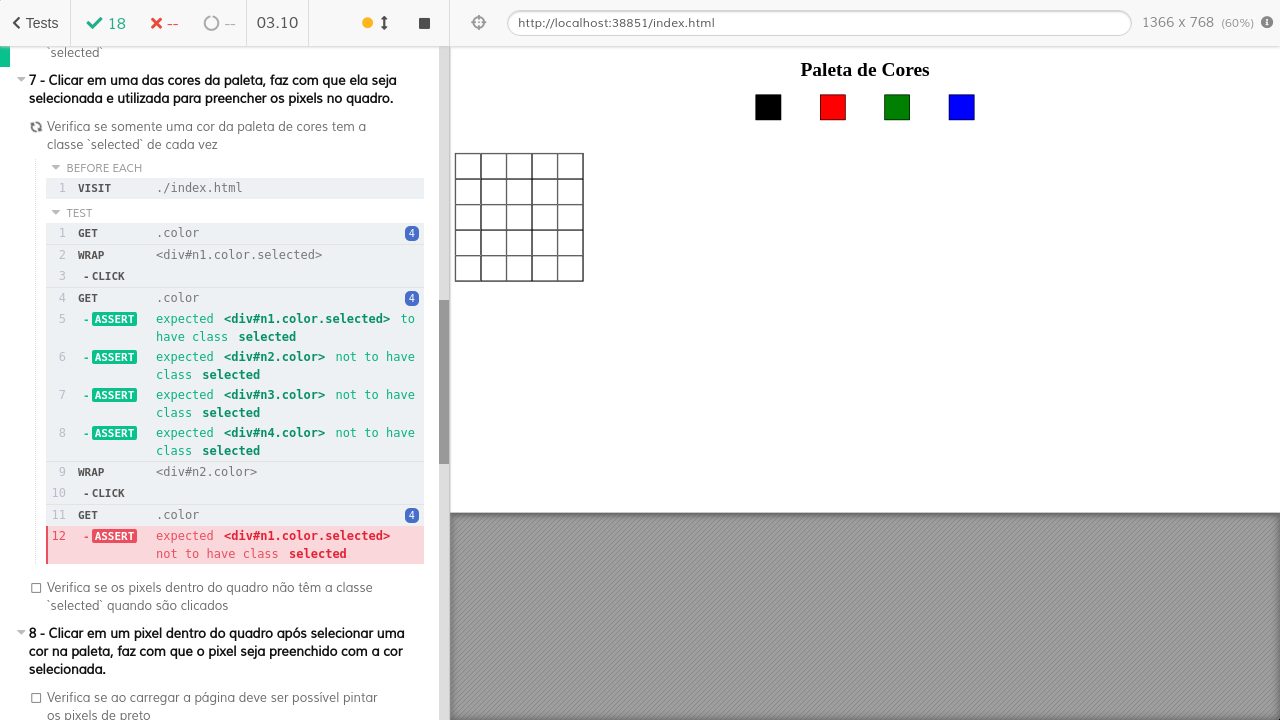 Tests
18
--
--
03.10
http://localhost:38851/index.html
1366 x 768 (60%)
`selected`
7 - Clicar em uma das cores da paleta, faz com que ela seja
selecionada e utilizada para preencher os pixels no quadro.
Verifica se somente uma cor da paleta de cores tem a
classe `selected` de cada vez
BEFORE EACH
1 VISIT ./index.html
TEST
1 GET .color 4
2 WRAP <div#n1.color.selected>
3 -CLICK
4 GET .color 4
5 -ASSERT expected <div#n1.color.selected> to
have class selected
6 -ASSERT expected <div#n2.color> not to have
class selected
7 -ASSERT expected <div#n3.color> not to have
class selected
8 -ASSERT expected <div#n4.color> not to have
class selected
9 WRAP <div#n2.color>
10 -CLICK
11 GET .color 4
12 -ASSERT expected <div#n1.color.selected>
not to have class selected
Verifica se os pixels dentro do quadro não têm a classe
`selected` quando são clicados
8 - Clicar em um pixel dentro do quadro após selecionar uma
cor na paleta, faz com que o pixel seja preenchido com a cor
selecionada.
Verifica se ao carregar a página deve ser possível pintar
os pixels de preto
Paleta de Cores